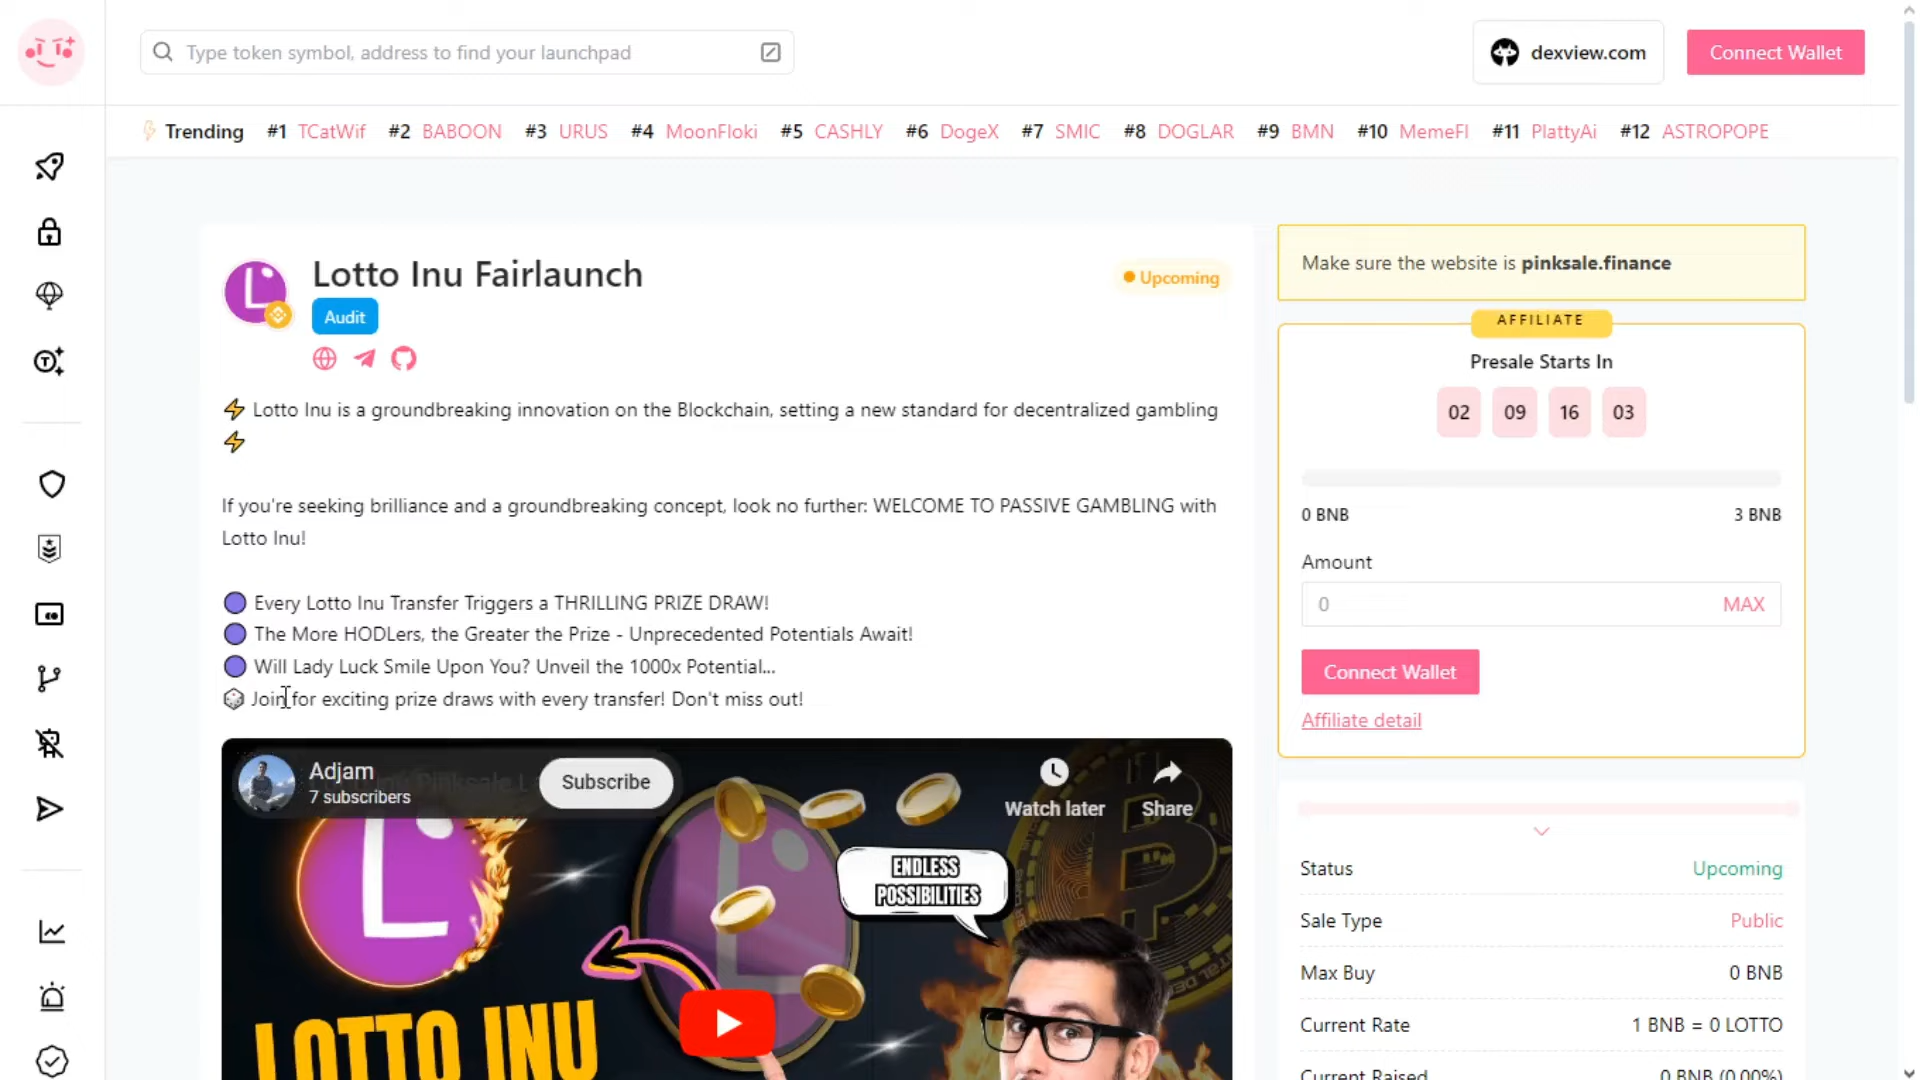 Type token symbol, address to find your launchpad
dexview.com
Connect Wallet
Trending #1 TCatWif #2 BABOON #3 URUS #4 MoonFloki #5 CASHLY #6 DogeX #7 SMIC #8 DOGLAR #9 BMN #10 MemeFI #11 PlattyAi #12 ASTROPOPE
Lotto Inu Fairlaunch
Upcoming
Audit
⚡ Lotto Inu is a groundbreaking innovation on the Blockchain, setting a new standard for decentralized gambling
⚡
If you're seeking brilliance and a groundbreaking concept, look no further: WELCOME TO PASSIVE GAMBLING with
Lotto Inu!
🟣 Every Lotto Inu Transfer Triggers a THRILLING PRIZE DRAW!
🟣 The More HODLers, the Greater the Prize - Unprecedented Potentials Await!
🟣 Will Lady Luck Smile Upon You? Unveil the 1000x Potential...
🎲 Join for exciting prize draws with every transfer! Don't miss out!
Adjam
7 subscribers
Subscribe
Watch later
Share
ENDLESS
POSSIBILITIES
LOTTO INU
Make sure the website is pinksale.finance
AFFILIATE
Presale Starts In
02 09 16 03
0 BNB 3 BNB
Amount
0 MAX
Connect Wallet
Affiliate detail
Status Upcoming
Sale Type Public
Max Buy 0 BNB
Current Rate 1 BNB = 0 LOTTO
Current Raised 0 BNB (0.00%)